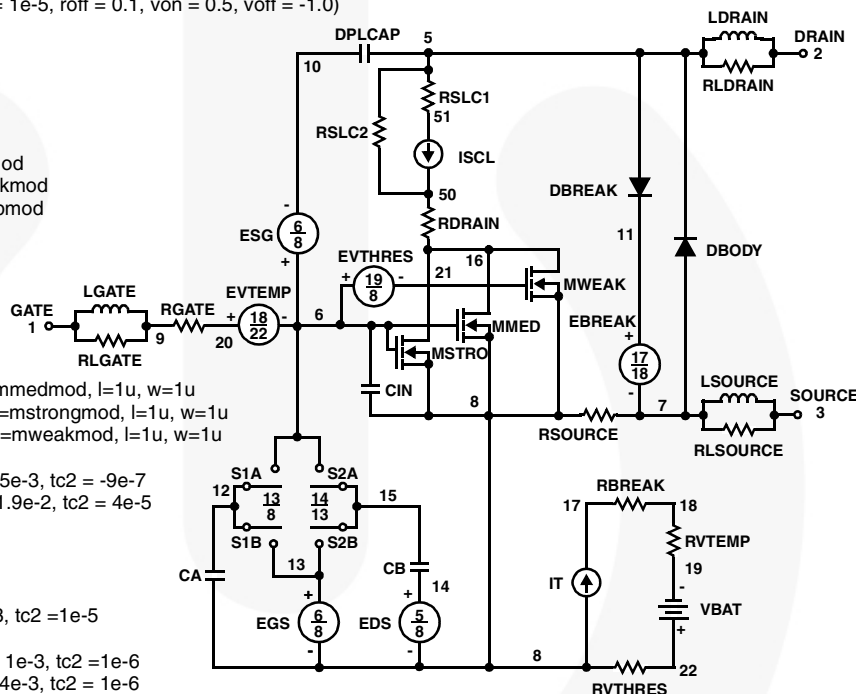 = 1e-5, roff = 0.1, von = 0.5, voff = -1.0)
LDRAIN
DPLCAP 5 DRAIN
10 2
RLDRAIN
RSLC1
51
RSLC2
ISCL
od
kmod
omod
50
DBREAK
RDRAIN
ESG 6 8
- +
11
DBODY
EVTHRES
16
21
+ 19 8 -
MWEAK
LGATE
EVTEMP
GATE
1
RGATE
+ 18 22 -
6
EBREAK
MMED
9
20
RLGATE
MSTRO
+
17 18
-
CIN
LSOURCE
SOURCE
3
8
7
RSOURCE
RLSOURCE
mmedmod, l=1u, w=1u
=mstrongmod, l=1u, w=1u
=mweakmod, l=1u, w=1u
5e-3, tc2 = -9e-7
1.9e-2, tc2 = 4e-5
S1A S2A
12
13 8
14 13
15
S1B S2B
RBREAK
17 18
RVTEMP
13
CA
CB
14
19
IT
-
VBAT
+
+ +
EGS 6 8
EDS 5 8
- -
3, tc2 =1e-5
8
22
RVTHRES
1e-3, tc2 =1e-6
4e-3, tc2 = 1e-6